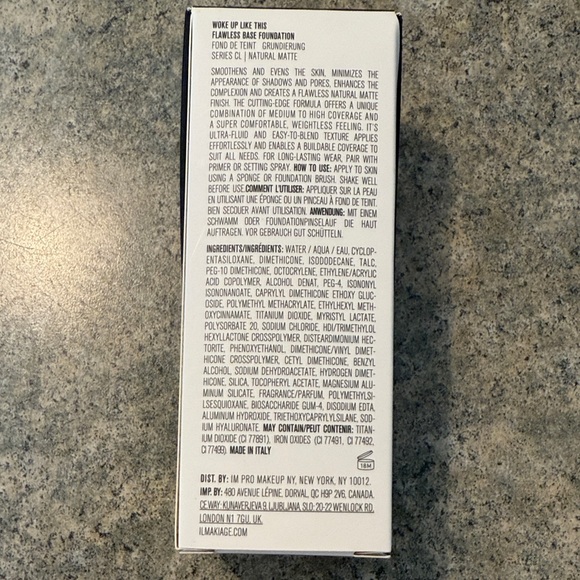 WOKE UP LIKE THIS
FLAWLESS BASE FOUNDATION
FOND DE TEINT GRUNDIERUNG
SERIES CL | NATURAL MATTE
SMOOTHENS AND EVENS THE SKIN, MINIMIZES THE
APPEARANCE OF SHADOWS AND PORES, ENHANCES THE
COMPLEXION AND CREATES A FLAWLESS NATURAL MATTE
FINISH. THE CUTTING-EDGE FORMULA OFFERS A UNIQUE
COMBINATION OF MEDIUM TO HIGH COVERAGE AND
A SUPER COMFORTABLE, WEIGHTLESS FEELING. IT'S
ULTRA-FLUID AND EASY-TO-BLEND TEXTURE APPLIES
EFFORTLESSLY AND ENABLES A BUILDABLE COVERAGE TO
SUIT ALL NEEDS. FOR LONG-LASTING WEAR, PAIR WITH
PRIMER OR SETTING SPRAY. HOW TO USE: APPLY TO SKIN
USING A SPONGE OR FOUNDATION BRUSH. SHAKE WELL
BEFORE USE. COMMENT L'UTILISER: APPLIQUER SUR LA PEAU
EN UTILISANT UNE ÉPONGE OU UN PINCEAU À FOND DE TEINT.
BIEN SECOUER AVANT UTILISATION. ANWENDUNG: MIT EINEM
SCHWAMM ODER FOUNDATIONPINSELAUF DIE HAUT
AUFTRAGEN. VOR GEBRAUCH GUT SCHÜTTELN.
INGREDIENTS/INGRÉDIENTS: WATER / AQUA / EAU, CYCLOP-
ENTASILOXANE, DIMETHICONE, ISODODECANE, TALC,
PEG-10 DIMETHICONE, OCTOCRYLENE, ETHYLENE/ACRYLIC
ACID COPOLYMER, ALCOHOL DENAT, PEG-4, ISONONYL
ISONONANOATE, CAPRYLYL DIMETHICONE ETHOXY GLUC-
OSIDE, POLYMETHYL METHACRYLATE, ETHYLHEXYL METH-
OXYCINNAMATE, TITANIUM DIOXIDE, MYRISTYL LACTATE,
POLYSORBATE 20, SODIUM CHLORIDE, HDI/TRIMETHYLOL
HEXYLLACTONE CROSSPOLYMER, DISTEARDIMONIUM HEC-
TORITE, PHENOXYETHANOL, DIMETHICONE/VINYL DIMET-
HICONE CROSSPOLYMER, CETYL DIMETHICONE, BENZYL
ALCOHOL, SODIUM DEHYDROACETATE, HYDROGEN DIMET-
HICONE, SILICA, TOCOPHERYL ACETATE, MAGNESIUM ALU-
MINUM SILICATE, FRAGRANCE/PARFUM, POLYMETHYLSI-
LSESQUIOXANE, BIOSACCHARIDE GUM-4, DISODIUM EDTA,
ALUMINUM HYDROXIDE, TRIETHOXYCAPRYLYLSILANE, SOD-
IUM HYALURONATE. MAY CONTAIN/PEUT CONTENIR: TITAN-
IUM DIOXIDE (CI 77891), IRON OXIDES (CI 77491, CI 77492,
CI 77499). MADE IN ITALY
18M
DIST. BY: IM PRO MAKEUP NY, NEW YORK, NY 10012.
IMP. BY: 480 AVENUE LÉPINE, DORVAL, QC H9P 2V6, CANADA.
CEWAY: KUNAVERJEVA 9, LJUBLJANA, SLO; 20-22 WENLOCK RD,
LONDON N1 7GU, UK.
ILMAKIAGE.COM